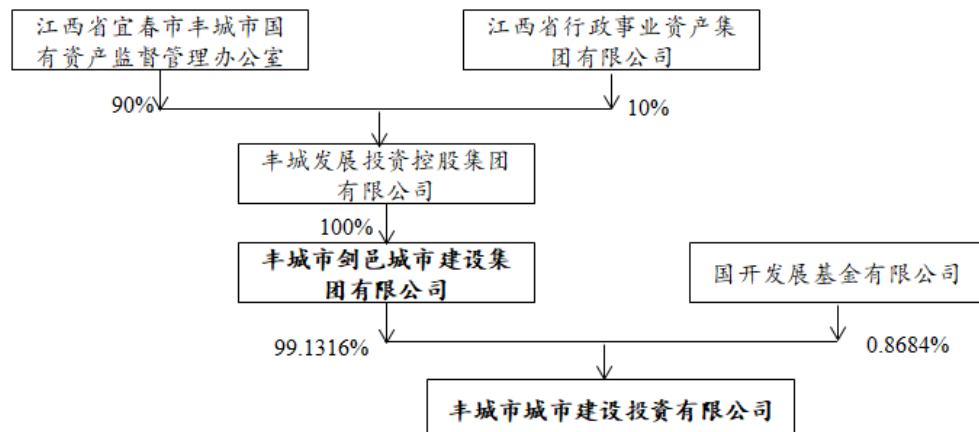 江西省宜春市丰城市国
有资产监督管理办公室
江西省行政事业资产集
团有限公司
90%
10%
丰城发展投资控股集团
有限公司
100%
丰城市剑邑城市建设集
团有限公司
国开发展基金有限公司
99.1316%
0.8684%
丰城市城市建设投资有限公司